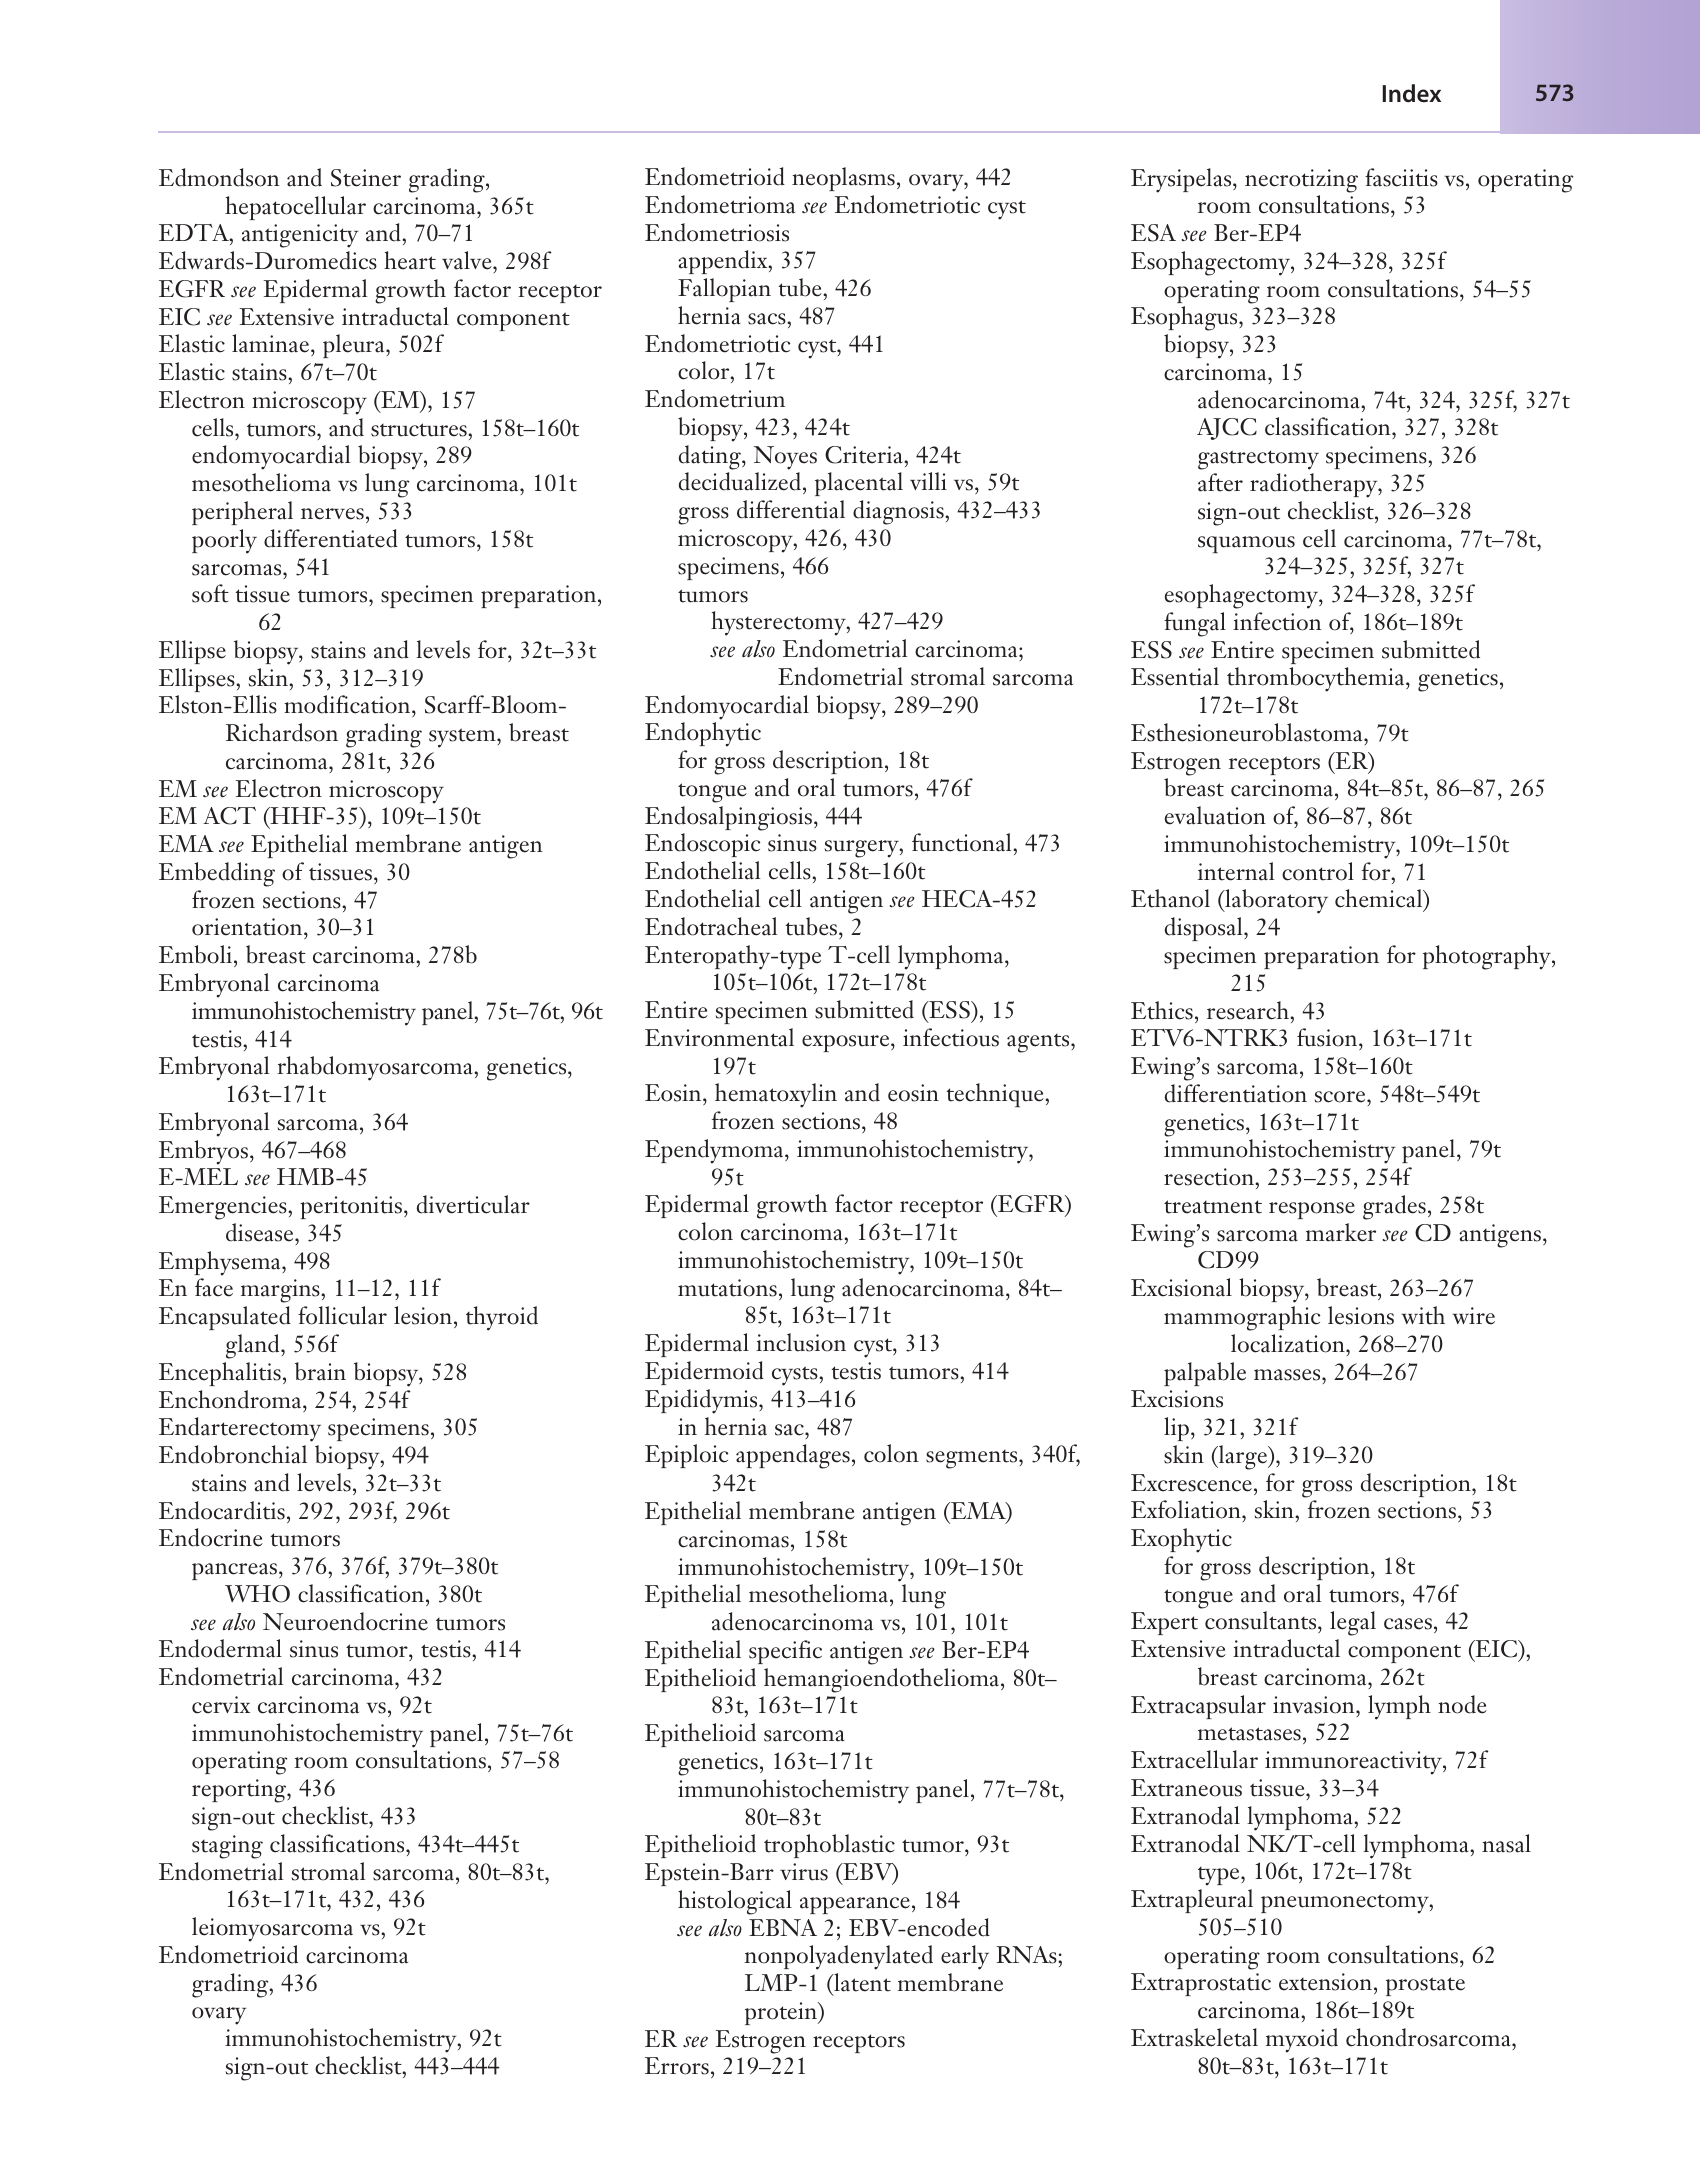 Index
573
Edmondson and Steiner grading,
hepatocellular carcinoma, 365t
EDTA, antigenicity and, 70–71
Edwards-Duromedics heart valve, 298f
EGFR see Epidermal growth factor receptor
EIC see Extensive intraductal component
Elastic laminae, pleura, 502f
Elastic stains, 67t–70t
Electron microscopy (EM), 157
cells, tumors, and structures, 158t–160t
endomyocardial biopsy, 289
mesothelioma vs lung carcinoma, 101t
peripheral nerves, 533
poorly differentiated tumors, 158t
sarcomas, 541
soft tissue tumors, specimen preparation,
62
Ellipse biopsy, stains and levels for, 32t–33t
Ellipses, skin, 53, 312–319
Elston-Ellis modification, Scarff-Bloom-
Richardson grading system, breast
carcinoma, 281t, 326
EM see Electron microscopy
EM ACT (HHF-35), 109t–150t
EMA see Epithelial membrane antigen
Embedding of tissues, 30
frozen sections, 47
orientation, 30–31
Emboli, breast carcinoma, 278b
Embryonal carcinoma
immunohistochemistry panel, 75t–76t, 96t
testis, 414
Embryonal rhabdomyosarcoma, genetics,
163t–171t
Embryonal sarcoma, 364
Embryos, 467–468
E-MEL see HMB-45
Emergencies, peritonitis, diverticular
disease, 345
Emphysema, 498
En face margins, 11–12, 11f
Encapsulated follicular lesion, thyroid
gland, 556f
Encephalitis, brain biopsy, 528
Enchondroma, 254, 254f
Endarterectomy specimens, 305
Endobronchial biopsy, 494
stains and levels, 32t–33t
Endocarditis, 292, 293f, 296t
Endocrine tumors
pancreas, 376, 376f, 379t–380t
WHO classification, 380t
see also Neuroendocrine tumors
Endodermal sinus tumor, testis, 414
Endometrial carcinoma, 432
cervix carcinoma vs, 92t
immunohistochemistry panel, 75t–76t
operating room consultations, 57–58
reporting, 436
sign-out checklist, 433
staging classifications, 434t–445t
Endometrial stromal sarcoma, 80t–83t,
163t–171t, 432, 436
leiomyosarcoma vs, 92t
Endometrioid carcinoma
grading, 436
ovary
immunohistochemistry, 92t
sign-out checklist, 443–444
Endometrioid neoplasms, ovary, 442
Endometrioma see Endometriotic cyst
Endometriosis
appendix, 357
Fallopian tube, 426
hernia sacs, 487
Endometriotic cyst, 441
color, 17t
Endometrium
biopsy, 423, 424t
dating, Noyes Criteria, 424t
decidualized, placental villi vs, 59t
gross differential diagnosis, 432–433
microscopy, 426, 430
specimens, 466
tumors
hysterectomy, 427–429
see also Endometrial carcinoma;
Endometrial stromal sarcoma
Endomyocardial biopsy, 289–290
Endophytic
for gross description, 18t
tongue and oral tumors, 476f
Endosalpingiosis, 444
Endoscopic sinus surgery, functional, 473
Endothelial cells, 158t–160t
Endothelial cell antigen see HECA-452
Endotracheal tubes, 2
Enteropathy-type T-cell lymphoma,
105t–106t, 172t–178t
Entire specimen submitted (ESS), 15
Environmental exposure, infectious agents,
197t
Eosin, hematoxylin and eosin technique,
frozen sections, 48
Ependymoma, immunohistochemistry,
95t
Epidermal growth factor receptor (EGFR)
colon carcinoma, 163t–171t
immunohistochemistry, 109t–150t
mutations, lung adenocarcinoma, 84t–
85t, 163t–171t
Epidermal inclusion cyst, 313
Epidermoid cysts, testis tumors, 414
Epididymis, 413–416
in hernia sac, 487
Epiploic appendages, colon segments, 340f,
342t
Epithelial membrane antigen (EMA)
carcinomas, 158t
immunohistochemistry, 109t–150t
Epithelial mesothelioma, lung
adenocarcinoma vs, 101, 101t
Epithelial specific antigen see Ber-EP4
Epithelioid hemangioendothelioma, 80t–
83t, 163t–171t
Epithelioid sarcoma
genetics, 163t–171t
immunohistochemistry panel, 77t–78t,
80t–83t
Epithelioid trophoblastic tumor, 93t
Epstein-Barr virus (EBV)
histological appearance, 184
see also EBNA 2; EBV-encoded
nonpolyadenylated early RNAs;
LMP-1 (latent membrane
protein)
ER see Estrogen receptors
Errors, 219–221
Erysipelas, necrotizing fasciitis vs, operating
room consultations, 53
ESA see Ber-EP4
Esophagectomy, 324–328, 325f
operating room consultations, 54–55
Esophagus, 323–328
biopsy, 323
carcinoma, 15
adenocarcinoma, 74t, 324, 325f, 327t
AJCC classification, 327, 328t
gastrectomy specimens, 326
after radiotherapy, 325
sign-out checklist, 326–328
squamous cell carcinoma, 77t–78t,
324–325, 325f, 327t
esophagectomy, 324–328, 325f
fungal infection of, 186t–189t
ESS see Entire specimen submitted
Essential thrombocythemia, genetics,
172t–178t
Esthesioneuroblastoma, 79t
Estrogen receptors (ER)
breast carcinoma, 84t–85t, 86–87, 265
evaluation of, 86–87, 86t
immunohistochemistry, 109t–150t
internal control for, 71
Ethanol (laboratory chemical)
disposal, 24
specimen preparation for photography,
215
Ethics, research, 43
ETV6-NTRK3 fusion, 163t–171t
Ewing's sarcoma, 158t–160t
differentiation score, 548t–549t
genetics, 163t–171t
immunohistochemistry panel, 79t
resection, 253–255, 254f
treatment response grades, 258t
Ewing's sarcoma marker see CD antigens,
CD99
Excisional biopsy, breast, 263–267
mammographic lesions with wire
localization, 268–270
palpable masses, 264–267
Excisions
lip, 321, 321f
skin (large), 319–320
Excrescence, for gross description, 18t
Exfoliation, skin, frozen sections, 53
Exophytic
for gross description, 18t
tongue and oral tumors, 476f
Expert consultants, legal cases, 42
Extensive intraductal component (EIC),
breast carcinoma, 262t
Extracapsular invasion, lymph node
metastases, 522
Extracellular immunoreactivity, 72f
Extraneous tissue, 33–34
Extranodal lymphoma, 522
Extranodal NK/T-cell lymphoma, nasal
type, 106t, 172t–178t
Extrapleural pneumonectomy,
505–510
operating room consultations, 62
Extraprostatic extension, prostate
carcinoma, 186t–189t
Extraskeletal myxoid chondrosarcoma,
80t–83t, 163t–171t